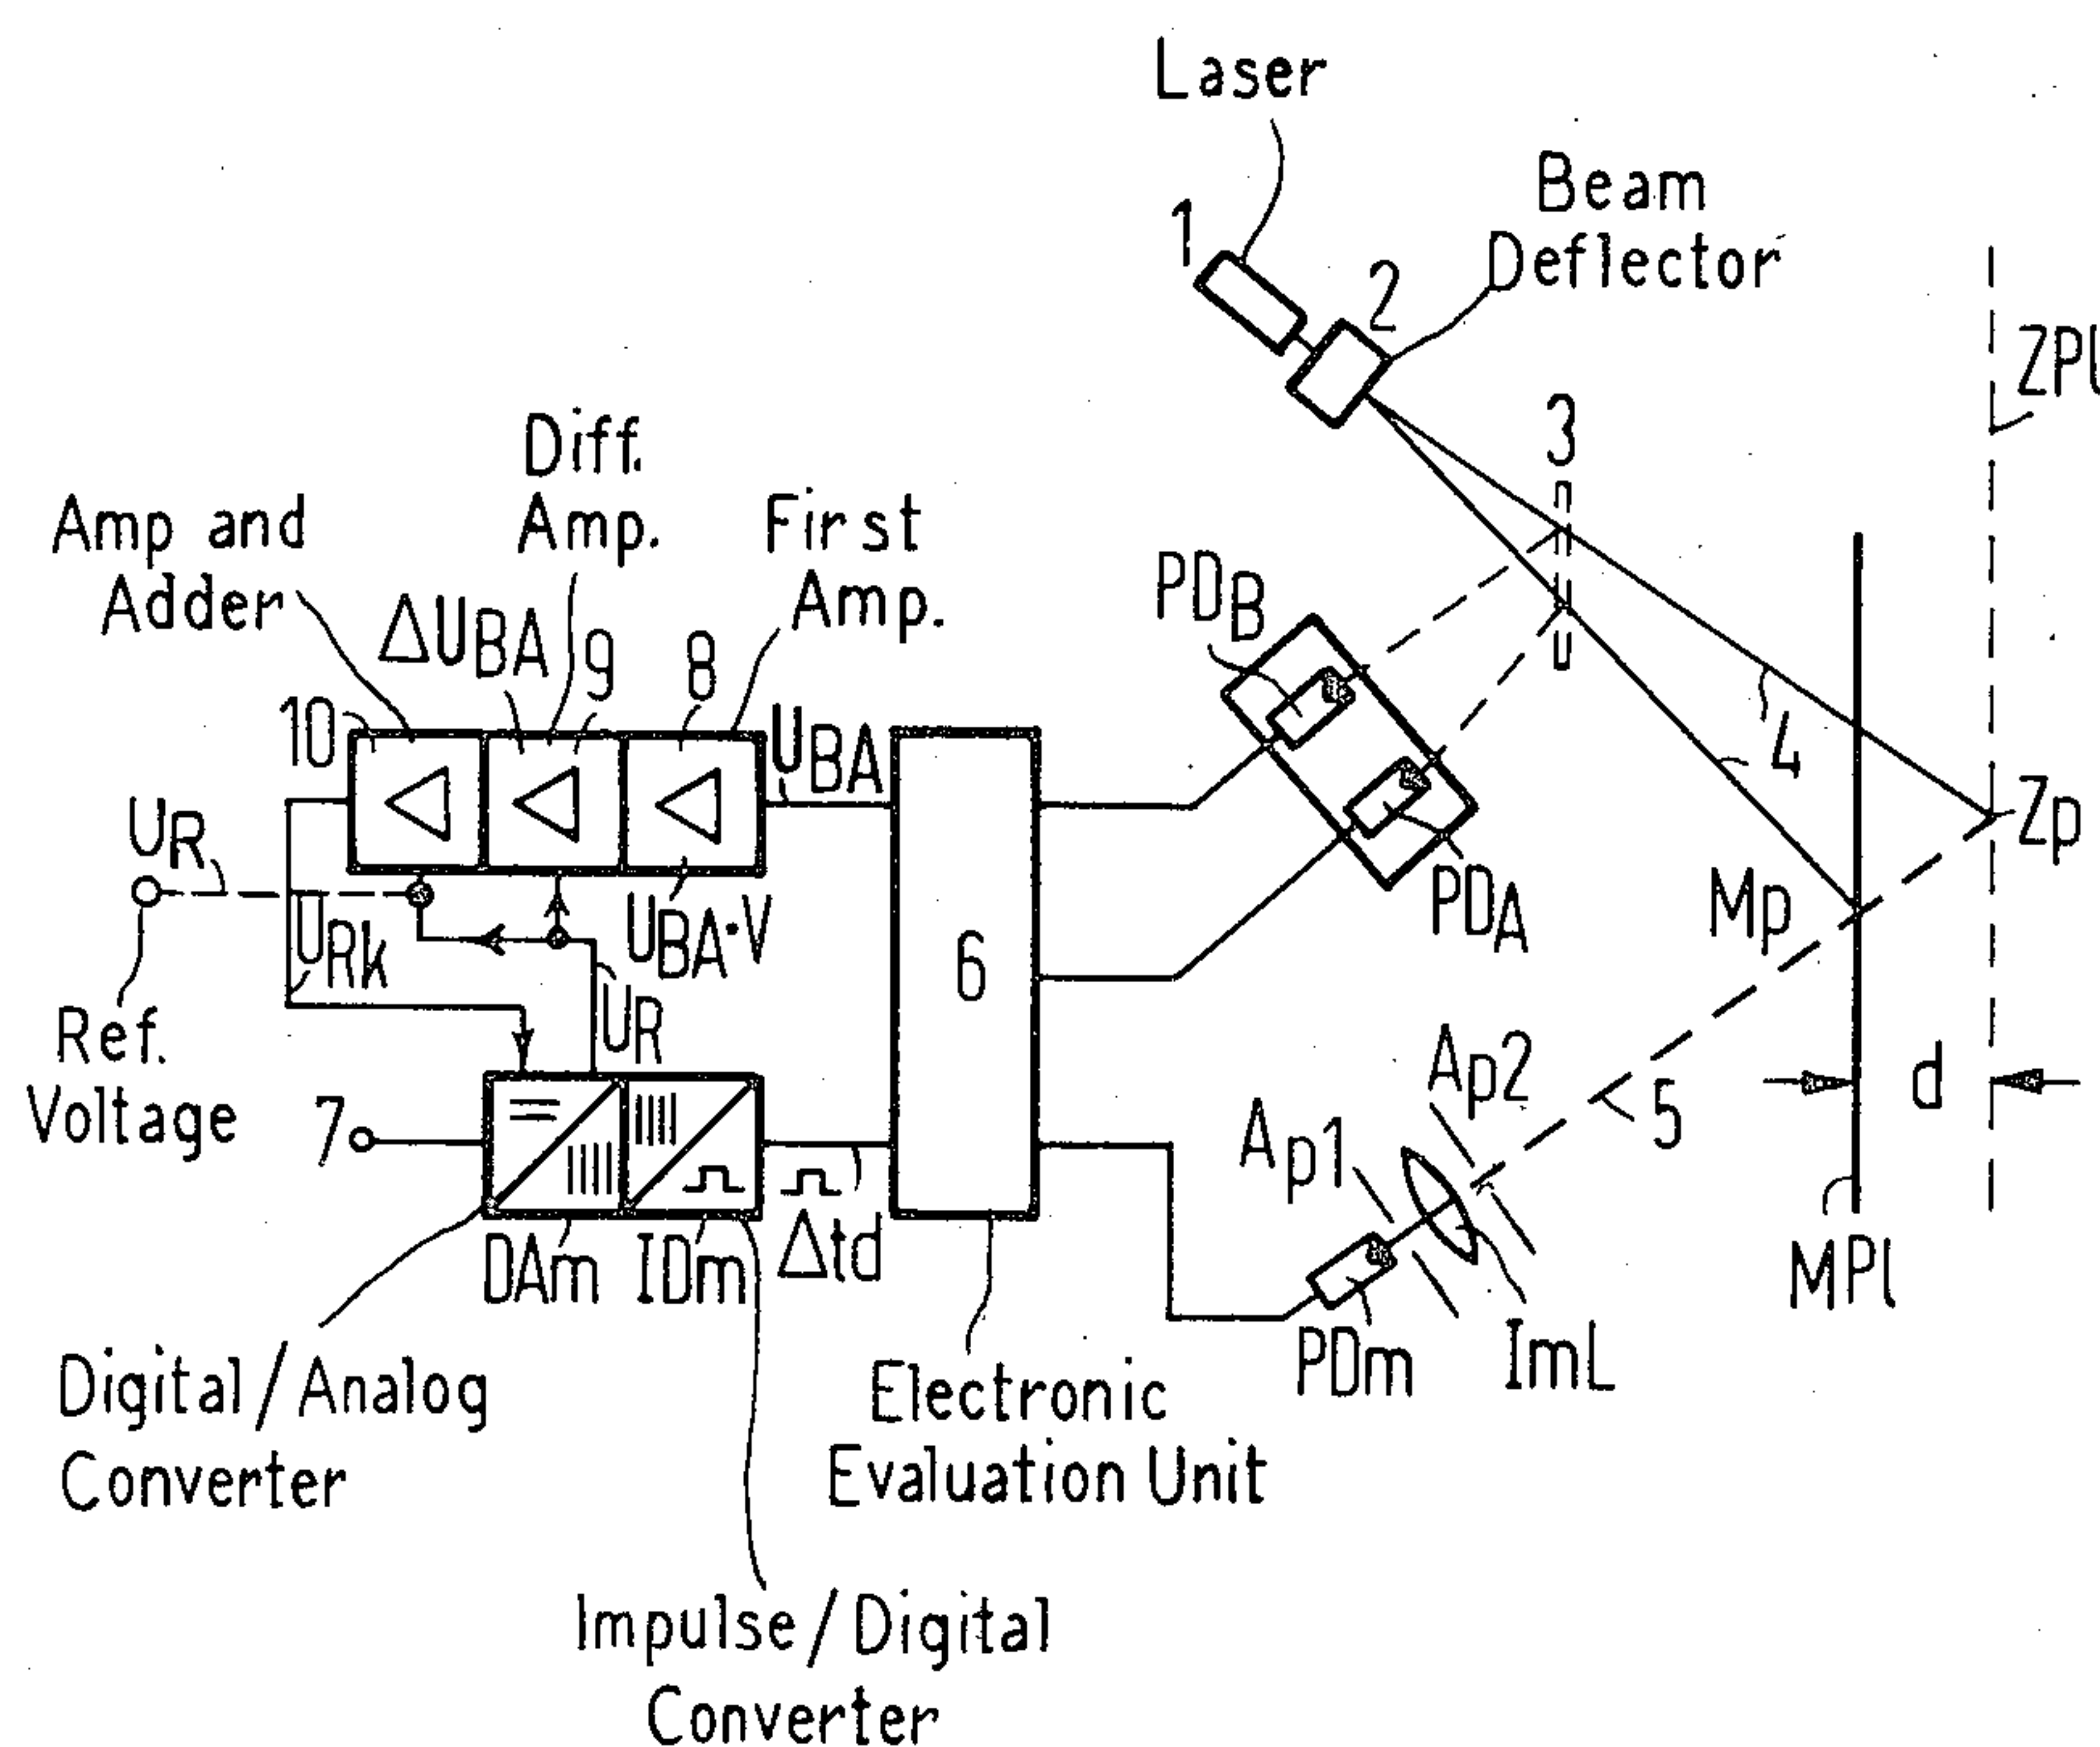 Laser
1
Beam
Deflector
2
ZPl
3
Diff.
Amp.
Amp and
Adder
First
Amp.
PDB
ΔUBA
9
8
10
UBA
4
Zp
UR
Mp
PDA
URk
UBA·V
6
UR
Ref.
Voltage
7
Ap2
d
5
Ap1
DAm
IDm
Δtd
MPl
PDm
ImL
Digital/Analog
Converter
Electronic
Evaluation Unit
Impulse/Digital
Converter